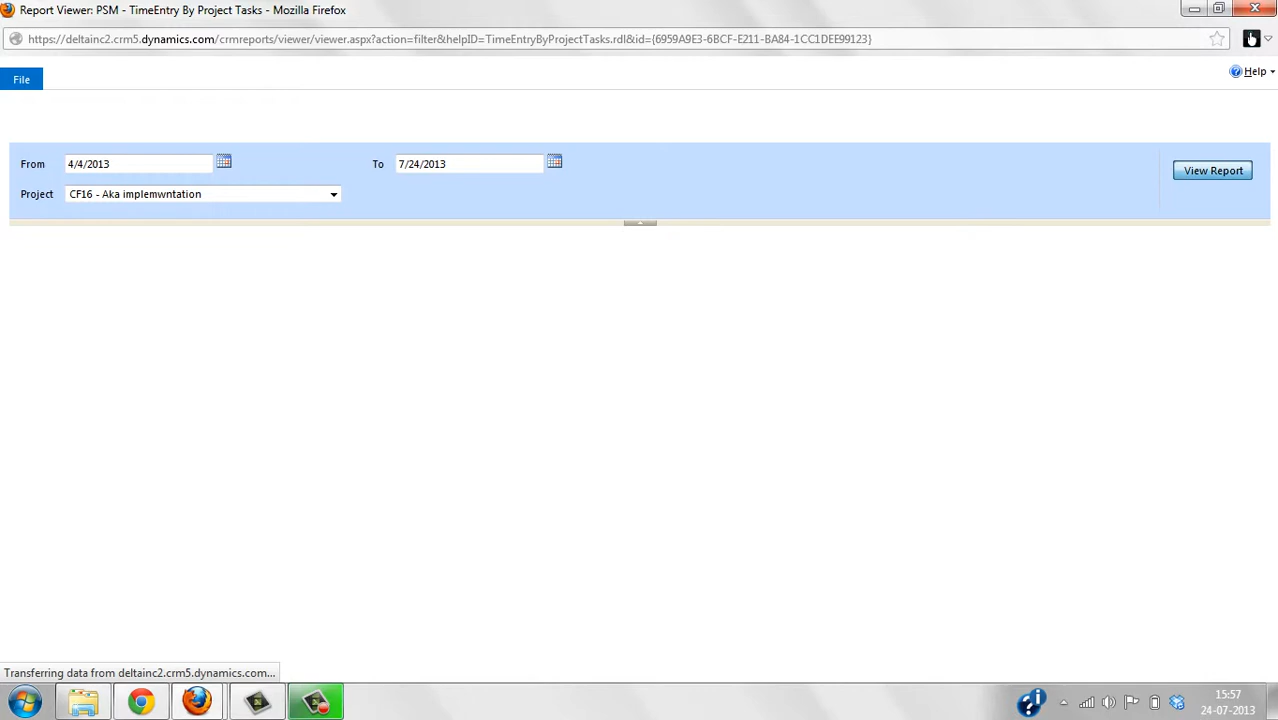 Report Viewer: PSM - TimeEntry By Project Tasks - Mozilla Firefox
https://deltainc2.crm5.dynamics.com/crmreports/viewer/viewer.aspx?action=filter&helpID=TimeEntryByProjectTasks.rdl&id={6959A9E3-6BCF-E211-BA84-1CC1DEE99123}
File
Help
From 4/4/2013 To 7/24/2013
View Report
Project CF16 - Aka implemwntation
Transferring data from deltainc2.crm5.dynamics.com...
15:57
24-07-2013